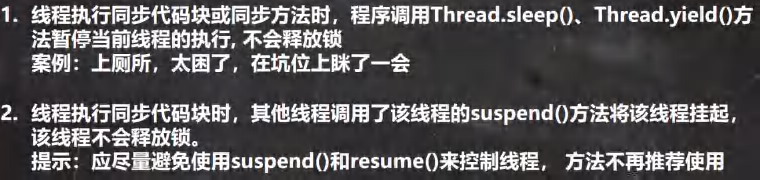 1. 线程执行同步代码块或同步方法时，程序调用Thread.sleep()、Thread.yield()方
法暂停当前线程的执行, 不会释放锁
案例：上厕所，太困了，在坑位上眯了一会
2. 线程执行同步代码块时，其他线程调用了该线程的suspend()方法将该线程挂起，
该线程不会释放锁。
提示：应尽量避免使用suspend()和resume()来控制线程， 方法不再推荐使用